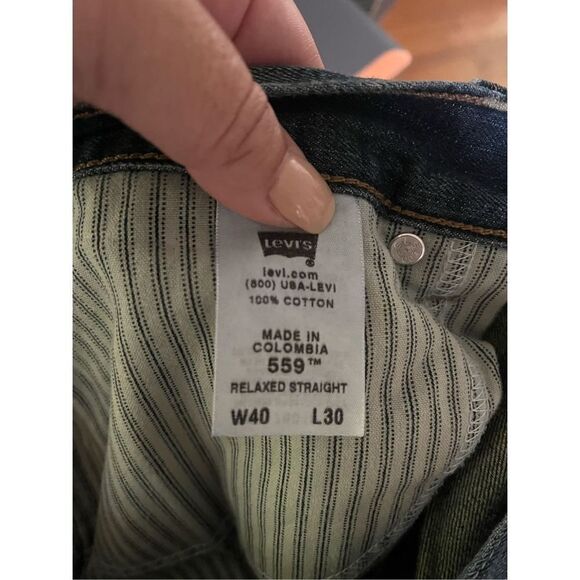 LEVI'S
levi.com
(800) USA-LEVI
100% COTTON
MADE IN
COLOMBIA
559™
RELAXED STRAIGHT
W40 L30